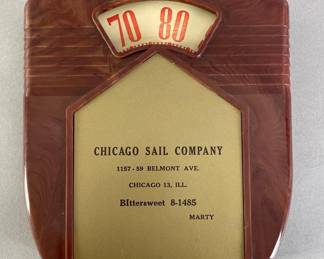 70 80
CHICAGO SAIL COMPANY
1157-59 BELMONT AVE.
CHICAGO 13, ILL.
BIttersweet 8-1485
MARTY